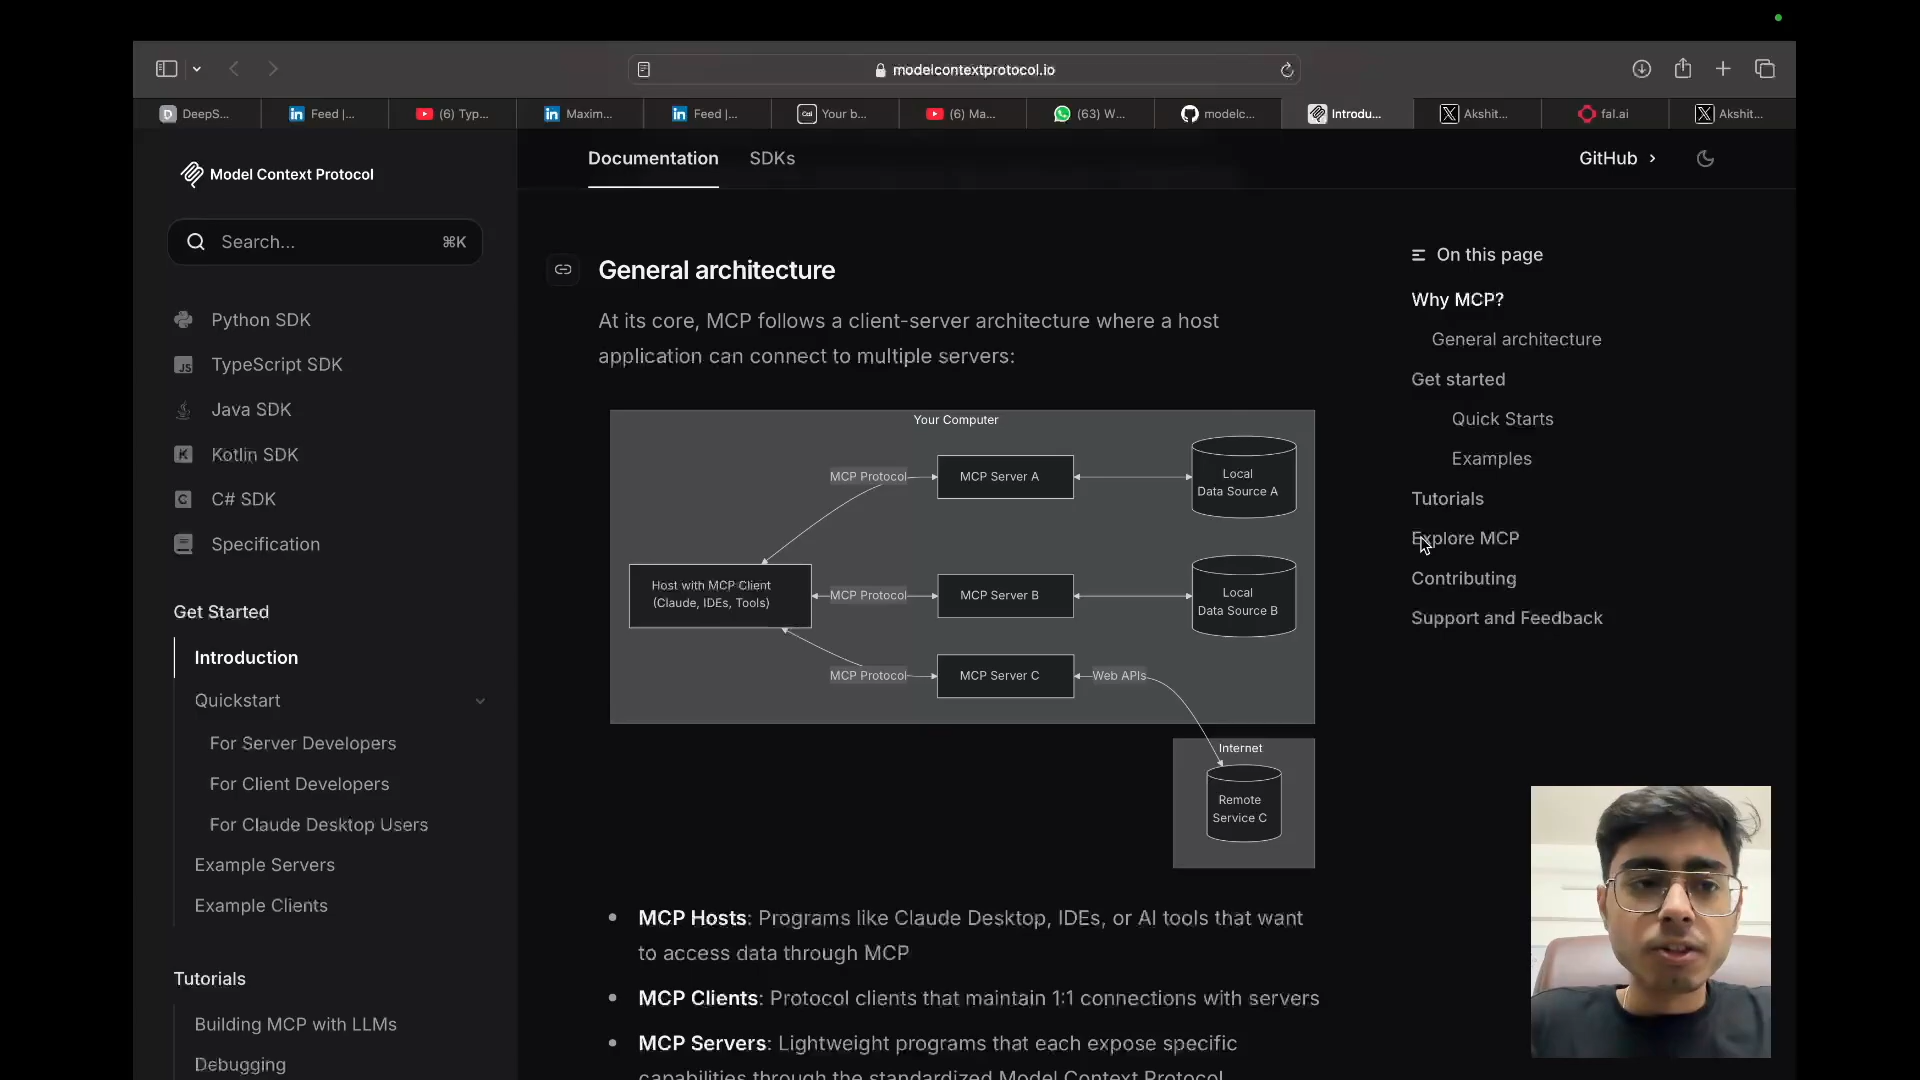 modelcontextprotocol.io
DeepS...
Feed |...
(6) Typ...
Maxim...
Feed |...
Cal
Your b...
(6) Ma...
(63) W...
modelc...
Introdu...
Akshit...
fal.ai
Akshit...
Model Context Protocol
Documentation
SDKs
GitHub
Search...
⌘K
Python SDK
TypeScript SDK
Java SDK
Kotlin SDK
C# SDK
Specification
Get Started
Introduction
Quickstart
For Server Developers
For Client Developers
For Claude Desktop Users
Example Servers
Example Clients
Tutorials
Building MCP with LLMs
Debugging
General architecture
At its core, MCP follows a client-server architecture where a host
application can connect to multiple servers:
Your Computer
MCP Protocol
MCP Server A
Local
Data Source A
Host with MCP Client
(Claude, IDEs, Tools)
MCP Protocol
MCP Server B
Local
Data Source B
MCP Protocol
MCP Server C
Web APIs
Internet
Remote
Service C
MCP Hosts: Programs like Claude Desktop, IDEs, or AI tools that want
to access data through MCP
MCP Clients: Protocol clients that maintain 1:1 connections with servers
MCP Servers: Lightweight programs that each expose specific
capabilities through the standardized Model Context Protocol
On this page
Why MCP?
General architecture
Get started
Quick Starts
Examples
Tutorials
Explore MCP
Contributing
Support and Feedback